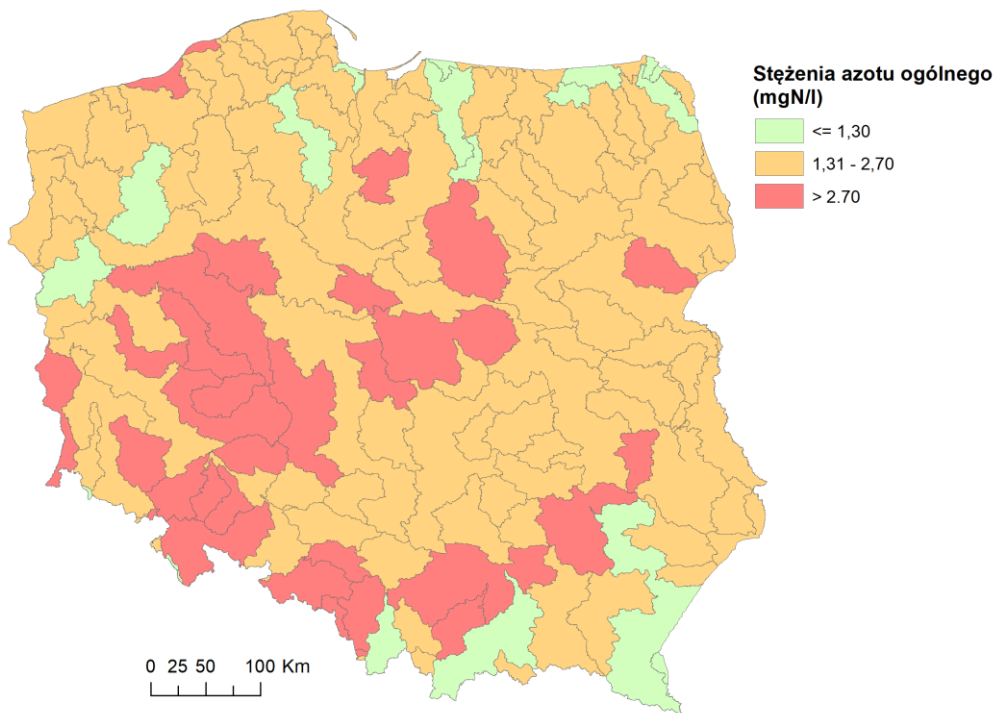 Stężenia azotu ogólnego
(mgN/l)
<= 1,30
1,31 - 2,70
> 2.70
0 25 50 100 Km